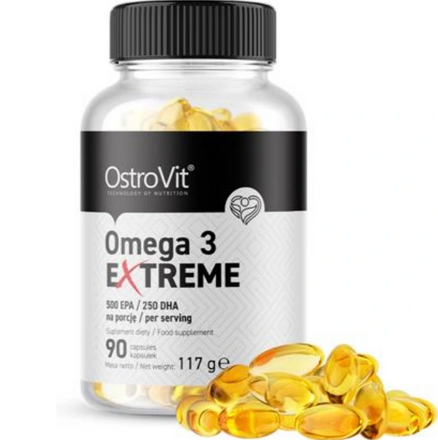 OstroVit®
TECHNOLOGY OF NUTRITION
Omega 3
EXTREME
500 EPA / 250 DHA
na porcję / per serving
Suplement diety / Food supplement
90 capsules
kapsułek
Masa netto / Net weight: 117 g℮